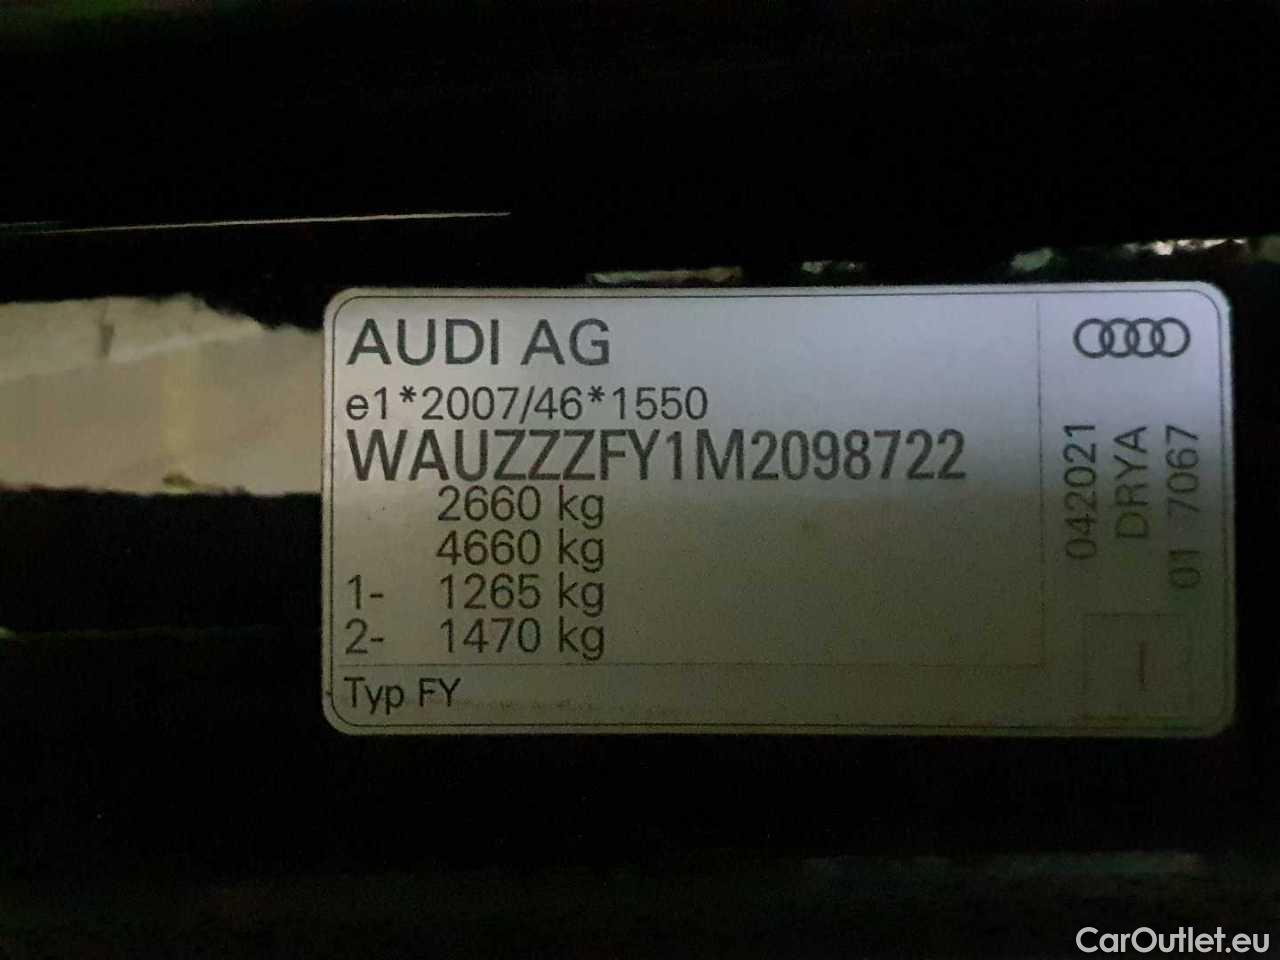 AUDI AG
e1*2007/46*1550
WAUZZZFY1M2098722
2660 kg
4660 kg
1- 1265 kg
2- 1470 kg
Typ FY
042021
DRYA
01 7067
CarOutlet.eu